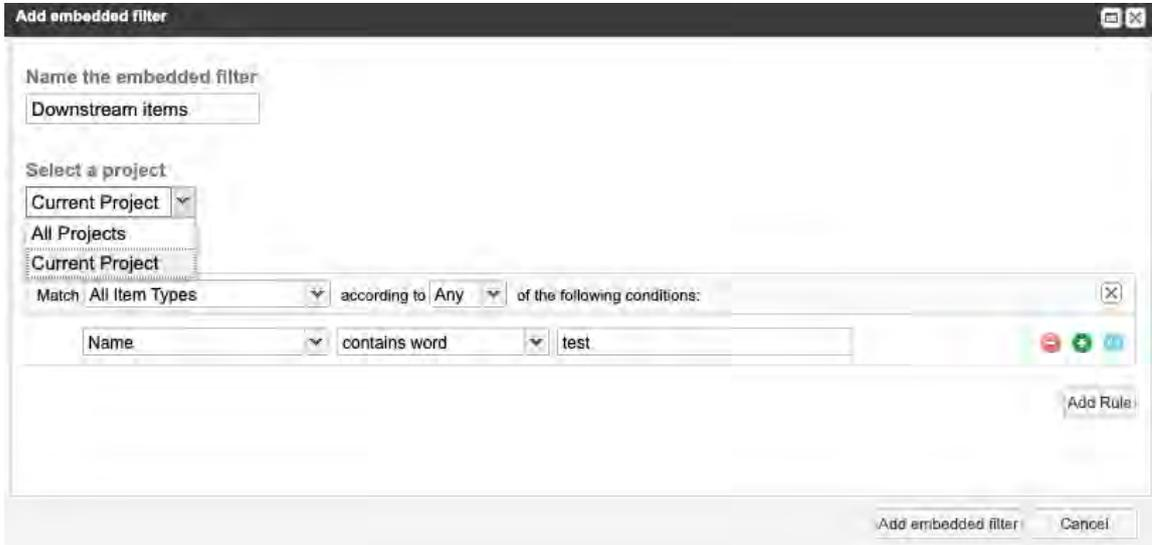 Add embedded filter
Name the embedded filter
Downstream items
Select a project
Current Project
All Projects
Current Project
Match All Item Types according to Any of the following conditions:
Name contains word test
Add Rule
Add embedded filter Cancel